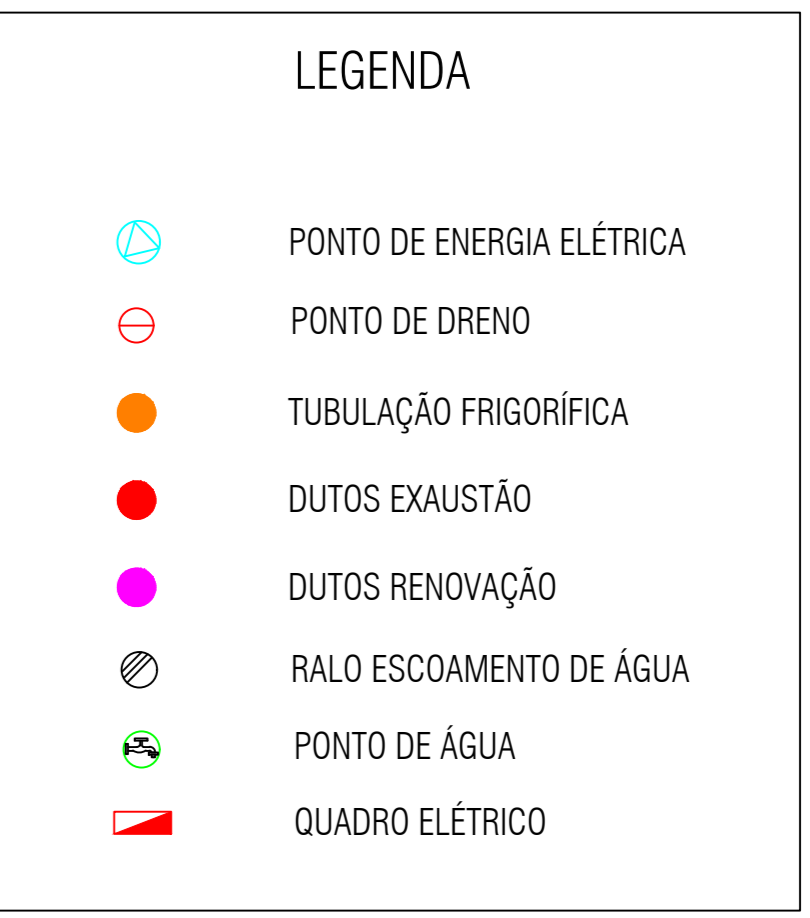 LEGENDA
PONTO DE ENERGIA ELÉTRICA
PONTO DE DRENO
TUBULAÇÃO FRIGORÍFICA
DUTOS EXAUSTÃO
DUTOS RENOVAÇÃO
RALO ESCOAMENTO DE ÁGUA
PONTO DE ÁGUA
QUADRO ELÉTRICO